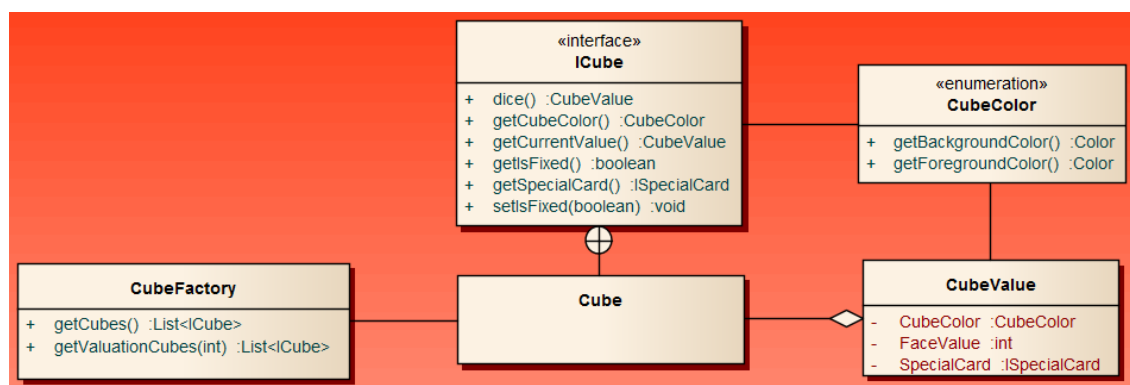 «interface»
ICube
+ dice() :CubeValue
+ getCubeColor() :CubeColor
+ getCurrentValue() :CubeValue
+ getIsFixed() :boolean
+ getSpecialCard() :ISpecialCard
+ setIsFixed(boolean) :void
«enumeration»
CubeColor
+ getBackgroundColor() :Color
+ getForegroundColor() :Color
CubeFactory
+ getCubes() :List<ICube>
+ getValuationCubes(int) :List<ICube>
Cube
CubeValue
- CubeColor :CubeColor
- FaceValue :int
- SpecialCard :ISpecialCard